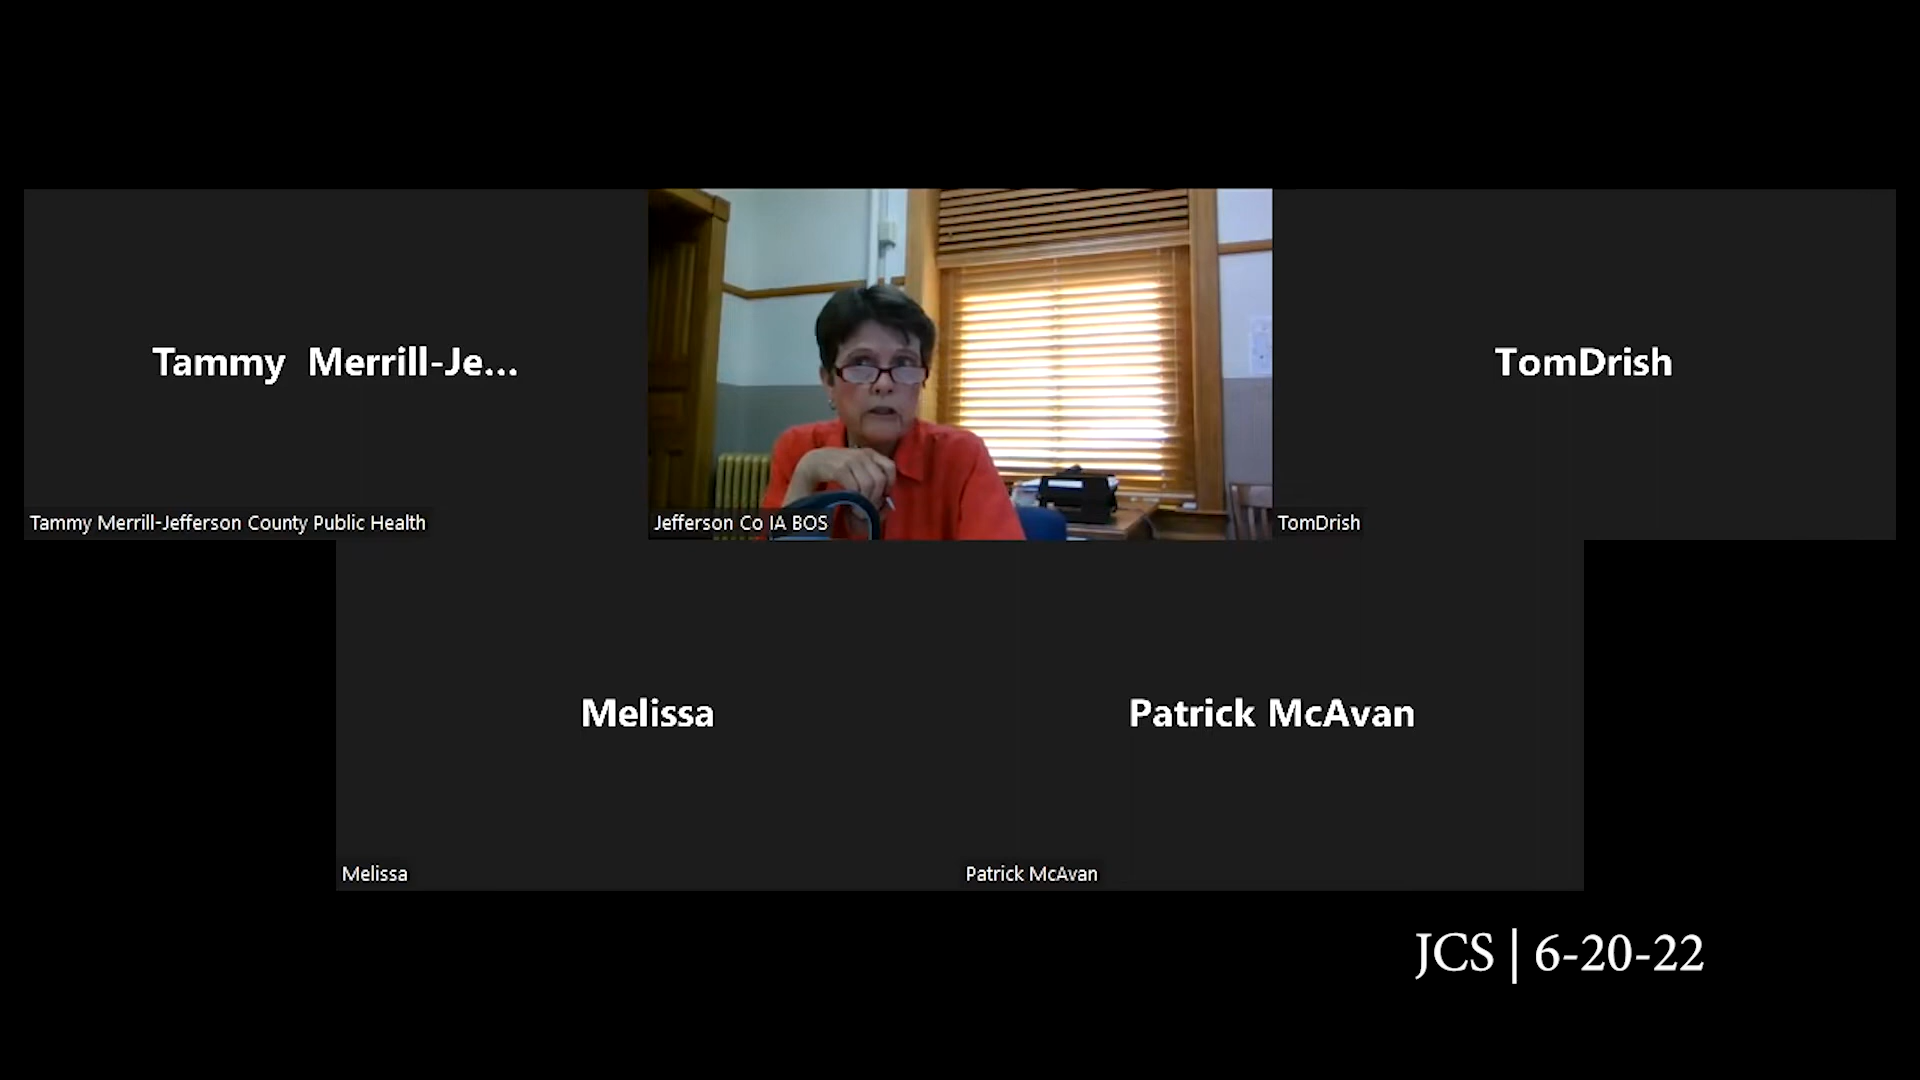 Tammy Merrill-Je...
Tammy Merrill-Jefferson County Public Health
Jefferson Co IA BOS
TomDrish
TomDrish
Melissa
Melissa
Patrick McAvan
Patrick McAvan
JCS | 6-20-22